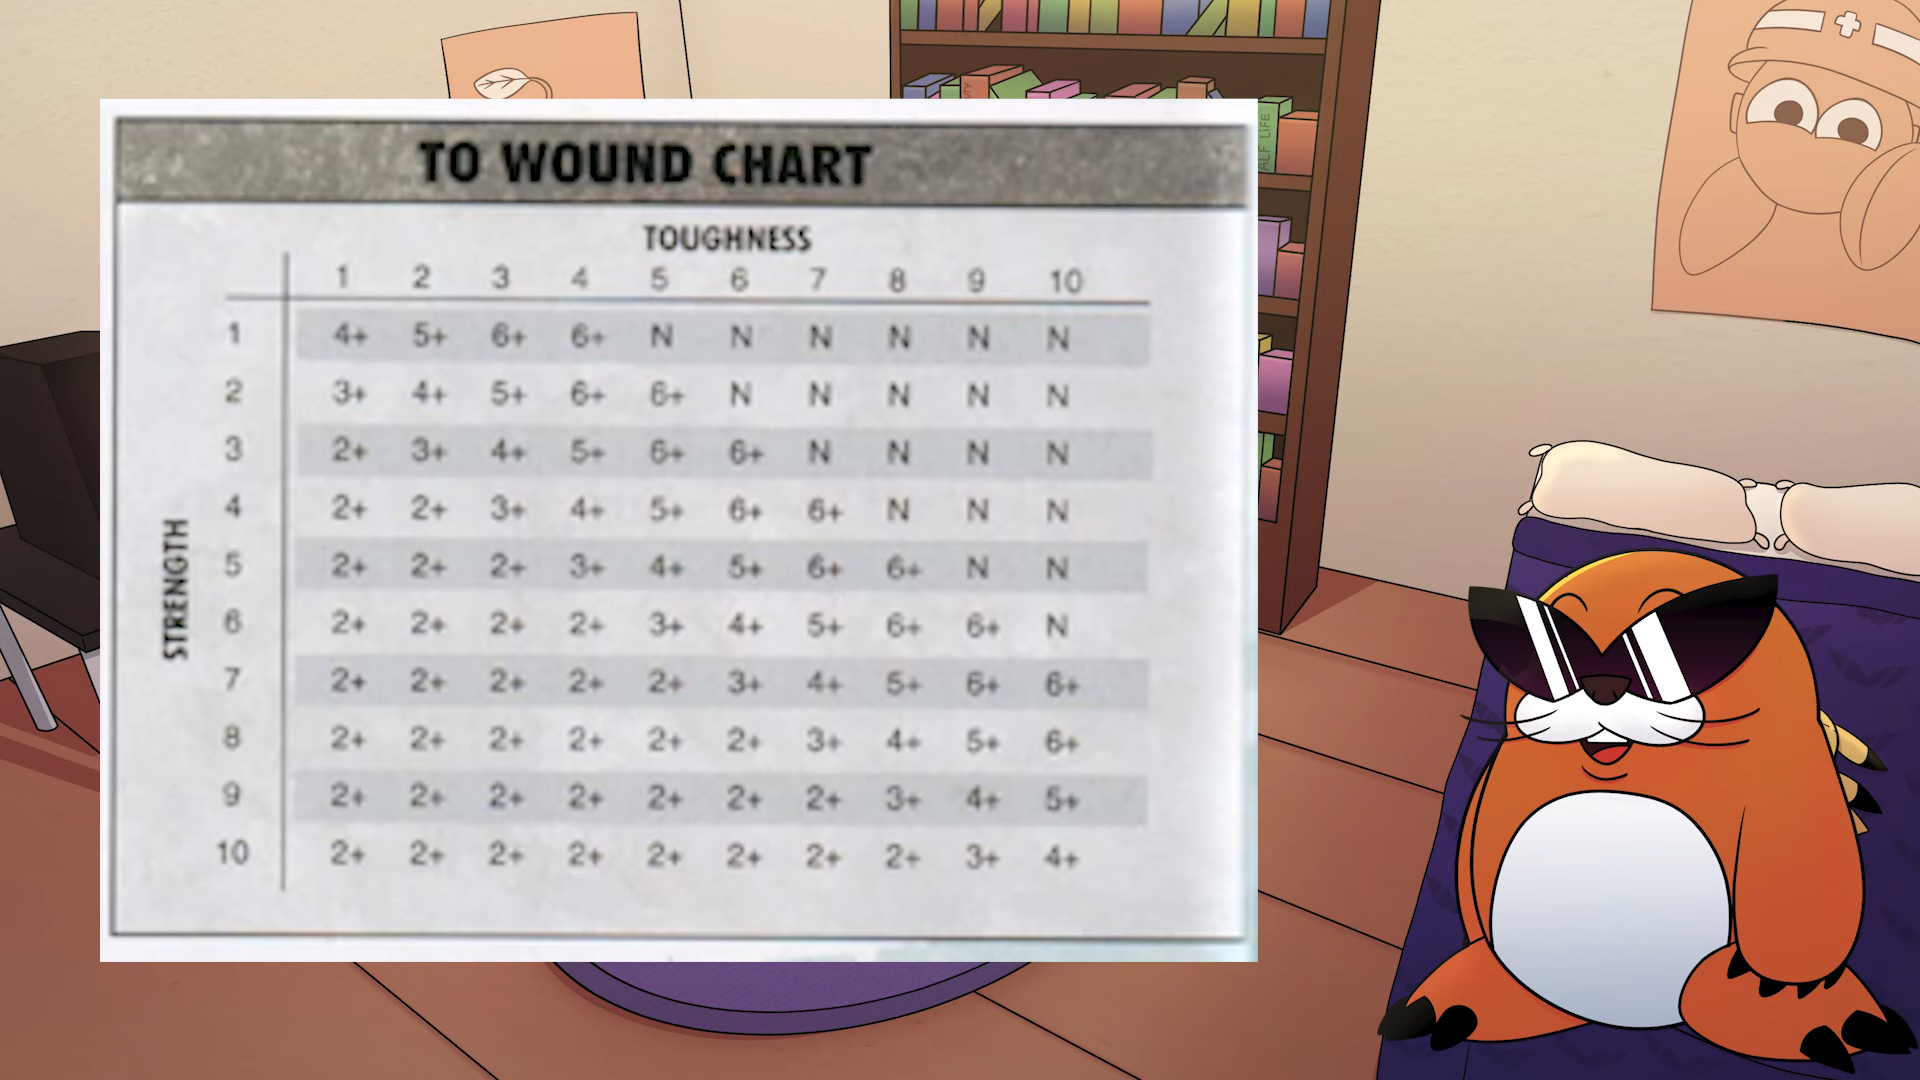 TO WOUND CHART
TOUGHNESS
1 2 3 4 5 6 7 8 9 10
STRENGTH
1 4+ 5+ 6+ 6+ N N N N N N
2 3+ 4+ 5+ 6+ 6+ N N N N N
3 2+ 3+ 4+ 5+ 6+ 6+ N N N N
4 2+ 2+ 3+ 4+ 5+ 6+ 6+ N N N
5 2+ 2+ 2+ 3+ 4+ 5+ 6+ 6+ N N
6 2+ 2+ 2+ 2+ 3+ 4+ 5+ 6+ 6+ N
7 2+ 2+ 2+ 2+ 2+ 3+ 4+ 5+ 6+ 6+
8 2+ 2+ 2+ 2+ 2+ 2+ 3+ 4+ 5+ 6+
9 2+ 2+ 2+ 2+ 2+ 2+ 2+ 3+ 4+ 5+
10 2+ 2+ 2+ 2+ 2+ 2+ 2+ 2+ 3+ 4+
LIFE